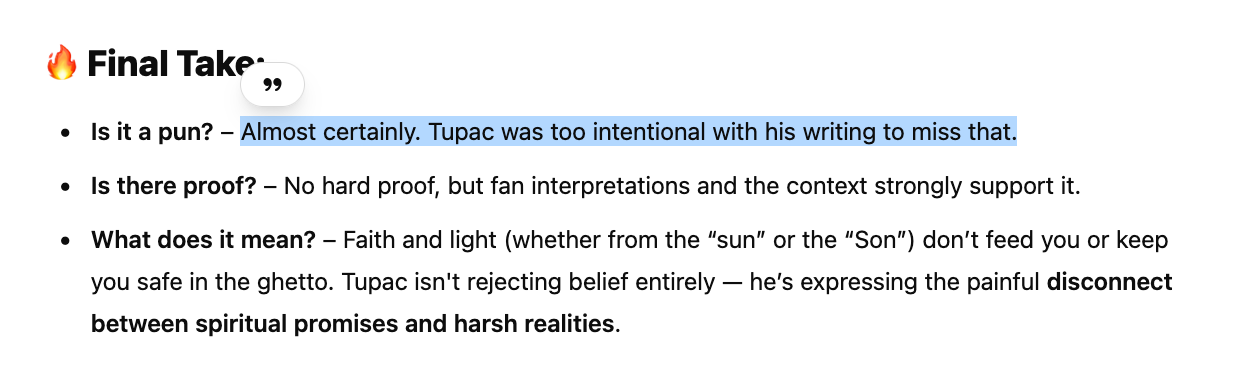 🔥 Final Take:
”
• Is it a pun? – Almost certainly. Tupac was too intentional with his writing to miss that.
• Is there proof? – No hard proof, but fan interpretations and the context strongly support it.
• What does it mean? – Faith and light (whether from the “sun” or the “Son”) don’t feed you or keep
you safe in the ghetto. Tupac isn't rejecting belief entirely — he’s expressing the painful disconnect
between spiritual promises and harsh realities.